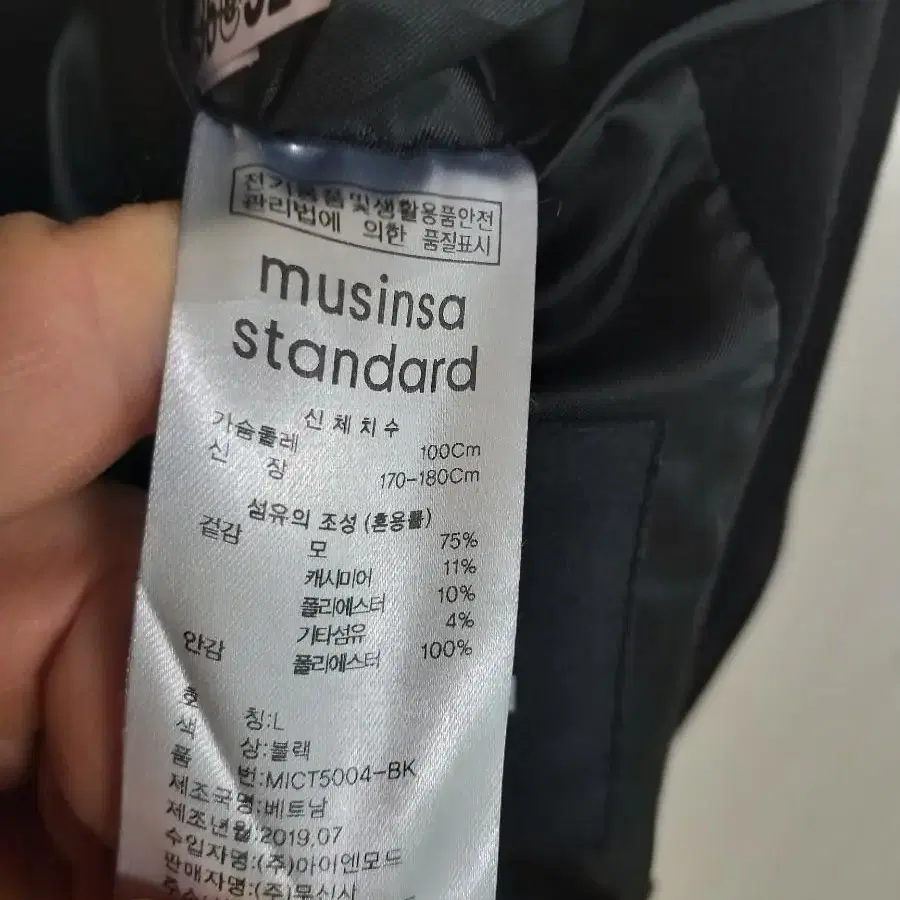 전기용품및생활용품안전
관리법에 의한 품질표시
musinsa
standard
신체치수
가슴둘레 100Cm
신 장 170-180Cm
섬유의 조성 (혼용률)
겉감 모 75%
캐시미어 11%
폴리에스터 10%
기타섬유 4%
안감 폴리에스터 100%
호 칭:L
색 상:블랙
품 번:MICT5004-BK
제조국명:베트남
제조년월:2019.07
수입자명:(주)아이엔모드
판매자명:(주)무신사